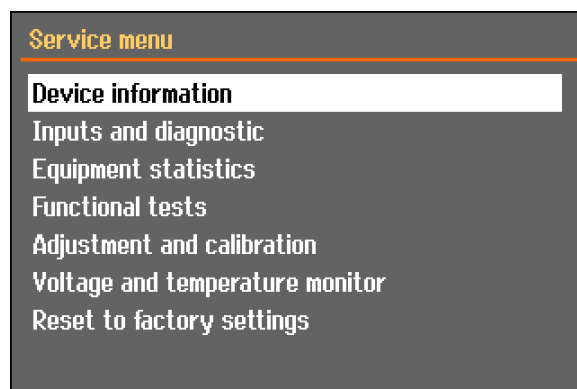 Service menu
Device information
Inputs and diagnostic
Equipment statistics
Functional tests
Adjustment and calibration
Voltage and temperature monitor
Reset to factory settings